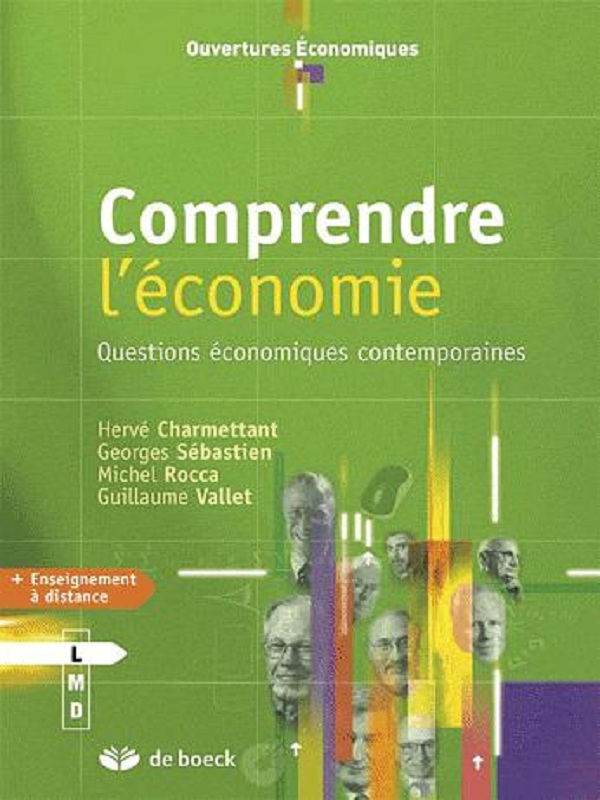 Ouvertures Économiques
Comprendre
l'économie
Questions économiques contemporaines
Hervé Charmettant
Georges Sébastien
Michel Rocca
Guillaume Vallet
+ Enseignement
à distance
L
M
D
de boeck